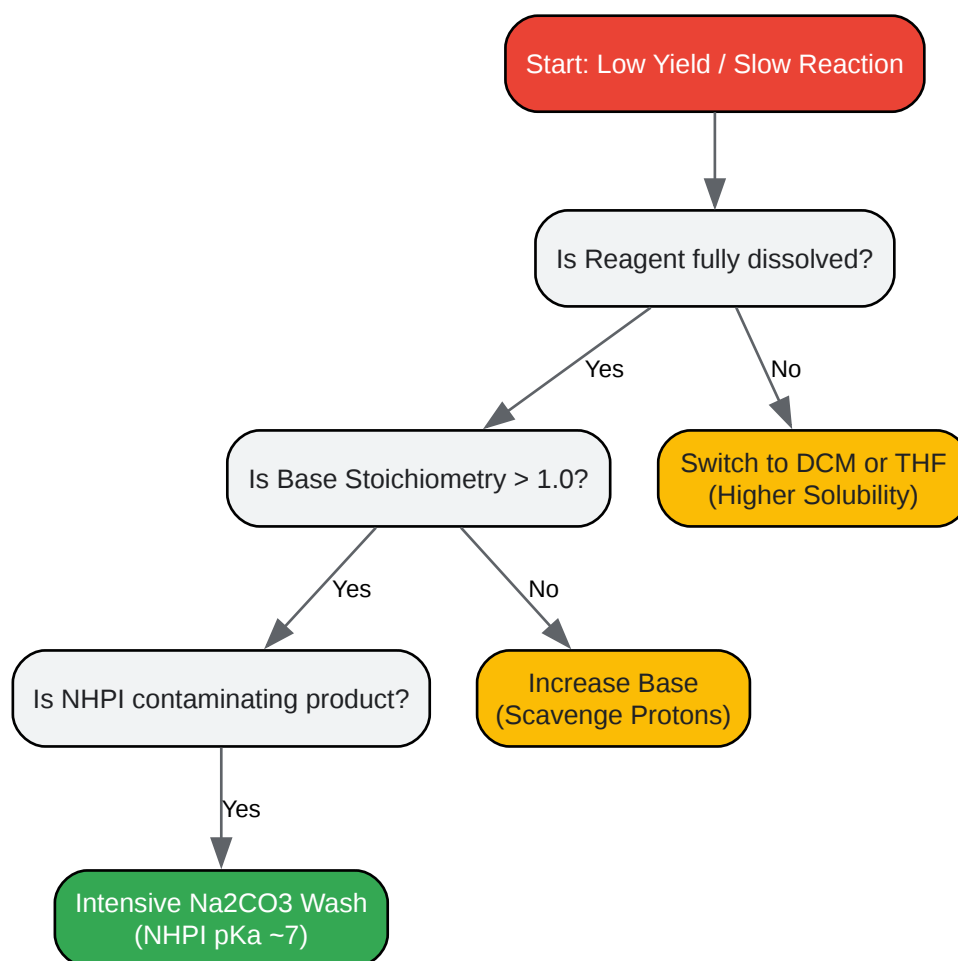 Start: Low Yield / Slow Reaction
Is Reagent fully dissolved?
Yes
No
Is Base Stoichiometry > 1.0?
Switch to DCM or THF
(Higher Solubility)
Yes
No
Is NHPI contaminating product?
Increase Base
(Scavenge Protons)
Yes
Intensive Na2CO3 Wash
(NHPI pKa ~7)